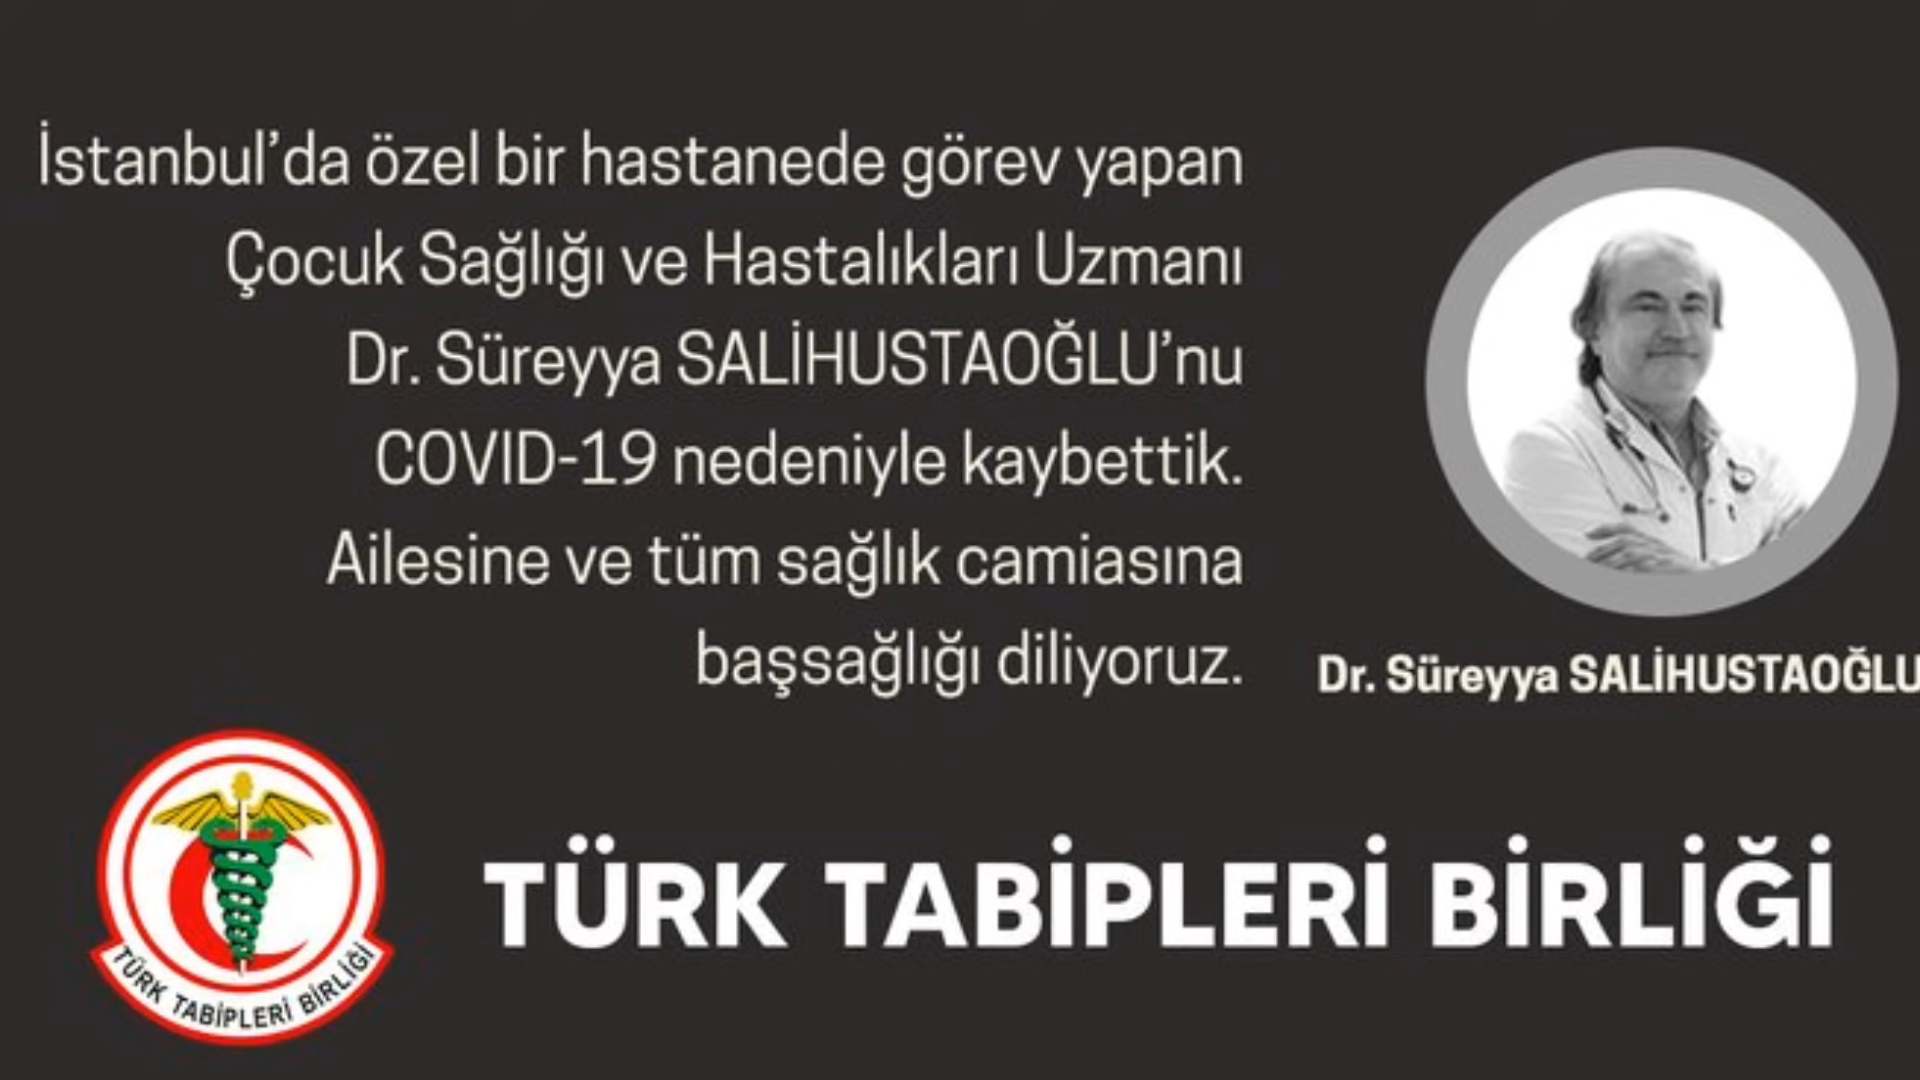 İstanbul'da özel bir hastanede görev yapan
Çocuk Sağlığı ve Hastalıkları Uzmanı
Dr. Süreyya SALİHUSTAOĞLU'nu
COVID-19 nedeniyle kaybettik.
Ailesine ve tüm sağlık camiasına
başsağlığı diliyoruz.
Dr. Süreyya SALİHUSTAOĞLU
TÜRK TABİPLERİ BİRLİĞİ
TÜRK TABİPLERİ BİRLİĞİ